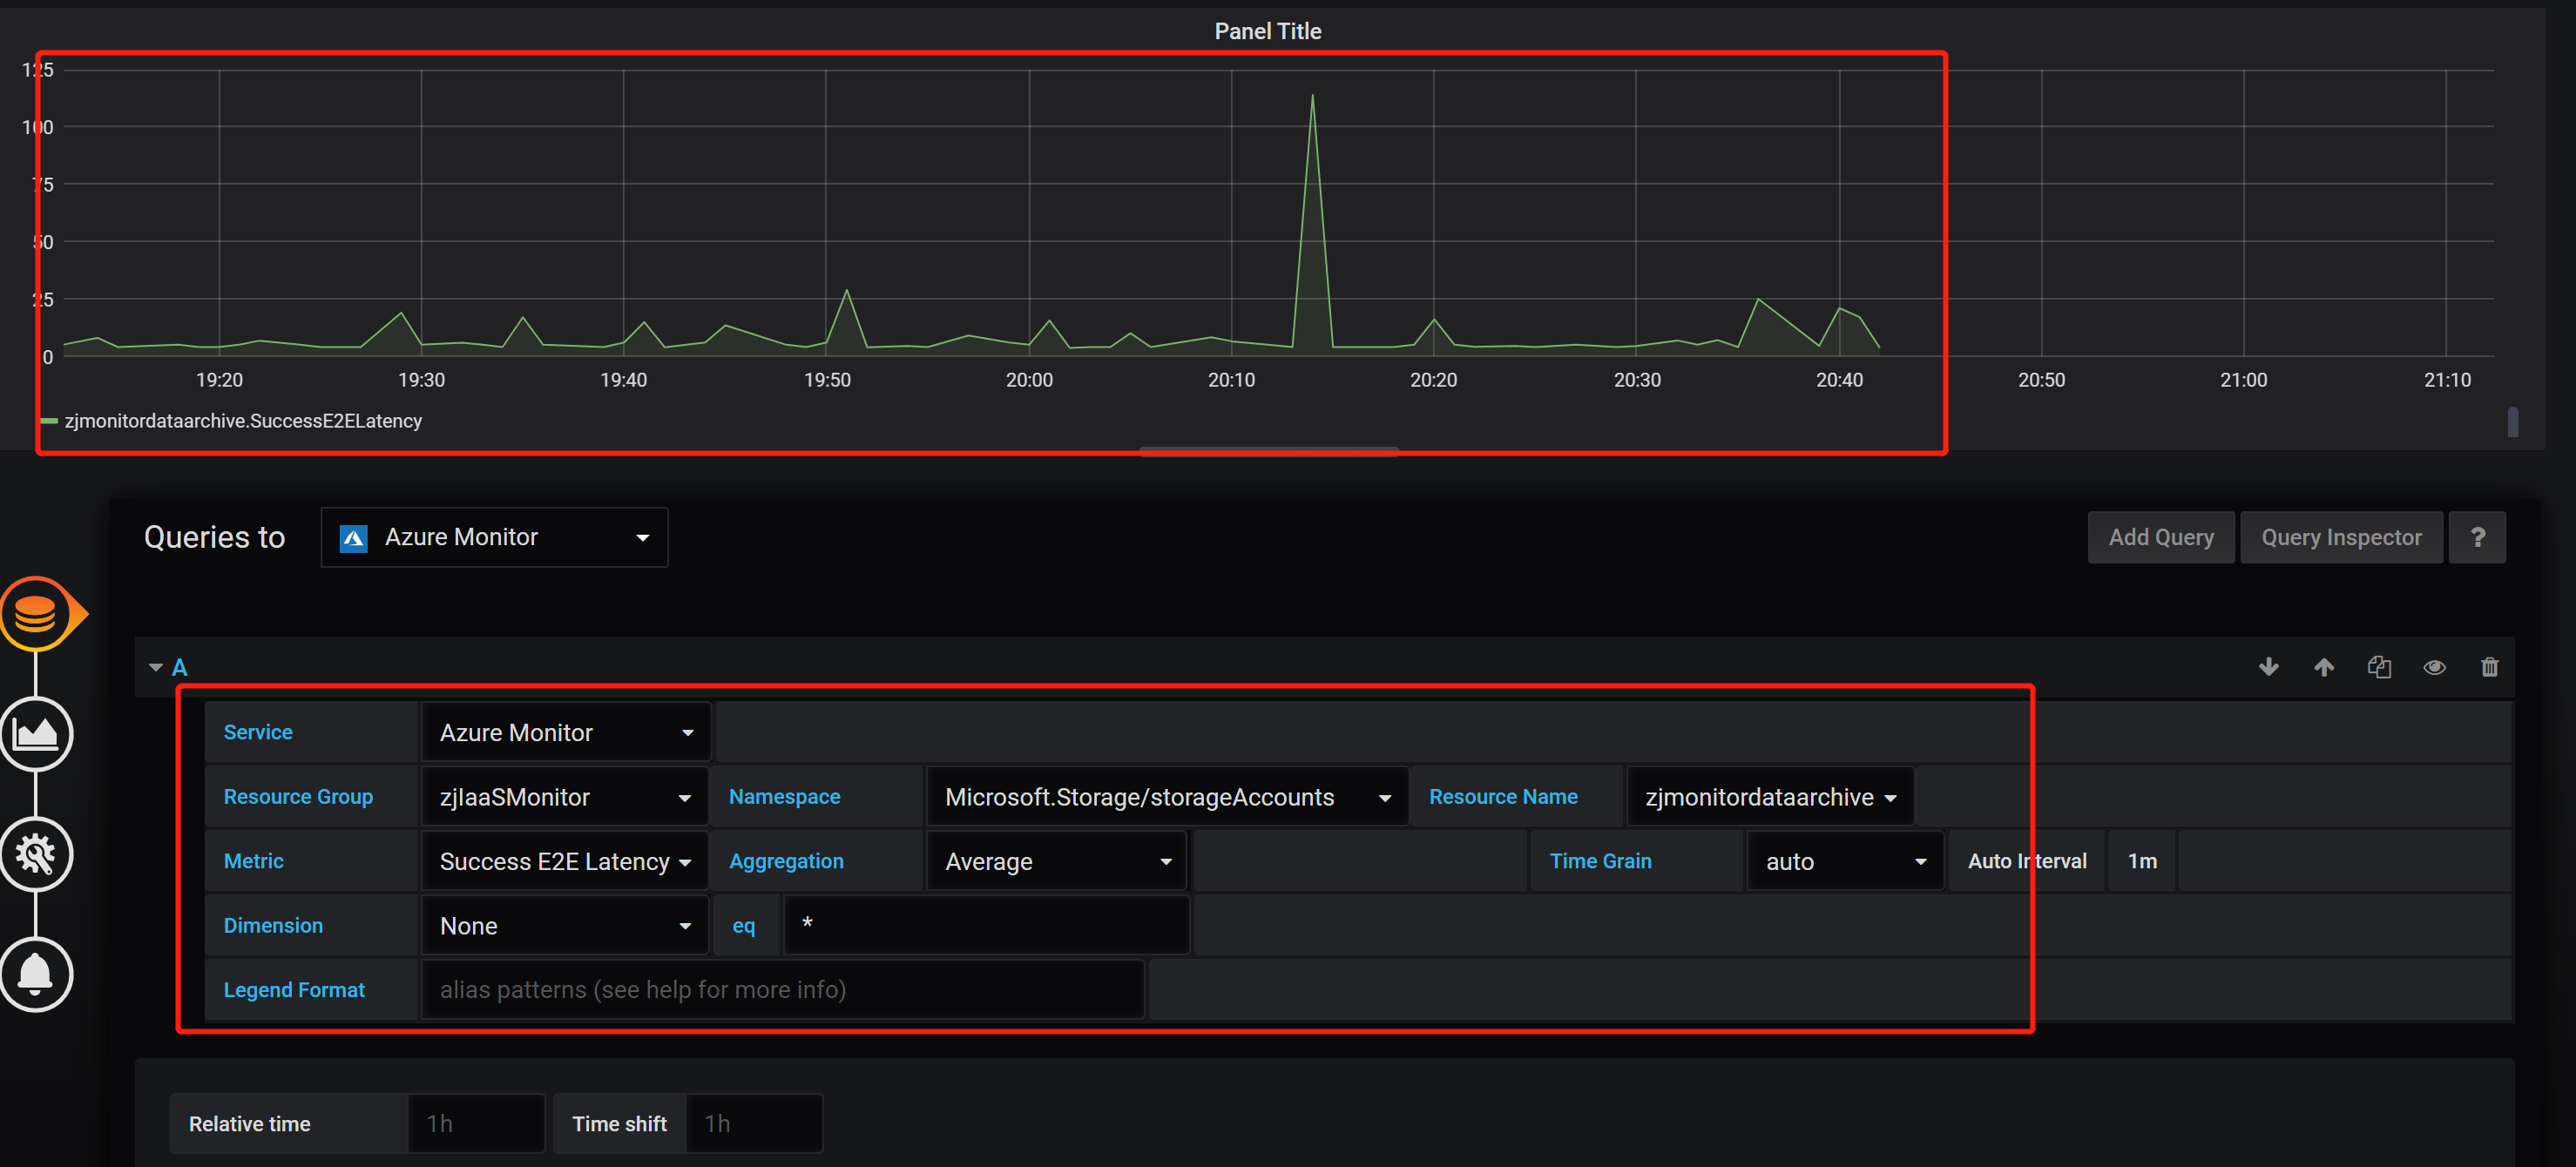 Panel Title
125
100
75
50
25
0
19:20 19:30 19:40 19:50 20:00 20:10 20:20 20:30 20:40 20:50 21:00 21:10
zjmonitordataarchive.SuccessE2ELatency
Queries to Azure Monitor Add Query Query Inspector ?
A
Service Azure Monitor
Resource Group zjIaaSMonitor Namespace Microsoft.Storage/storageAccounts Resource Name zjmonitordataarchive
Metric Success E2E Latency Aggregation Average Time Grain auto Auto Interval 1m
Dimension None eq *
Legend Format alias patterns (see help for more info)
Relative time 1h Time shift 1h